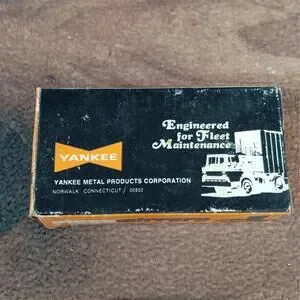 Engineered
for Fleet
Maintenance
YANKEE
YANKEE METAL PRODUCTS CORPORATION
NORWALK CONNECTICUT / 06852